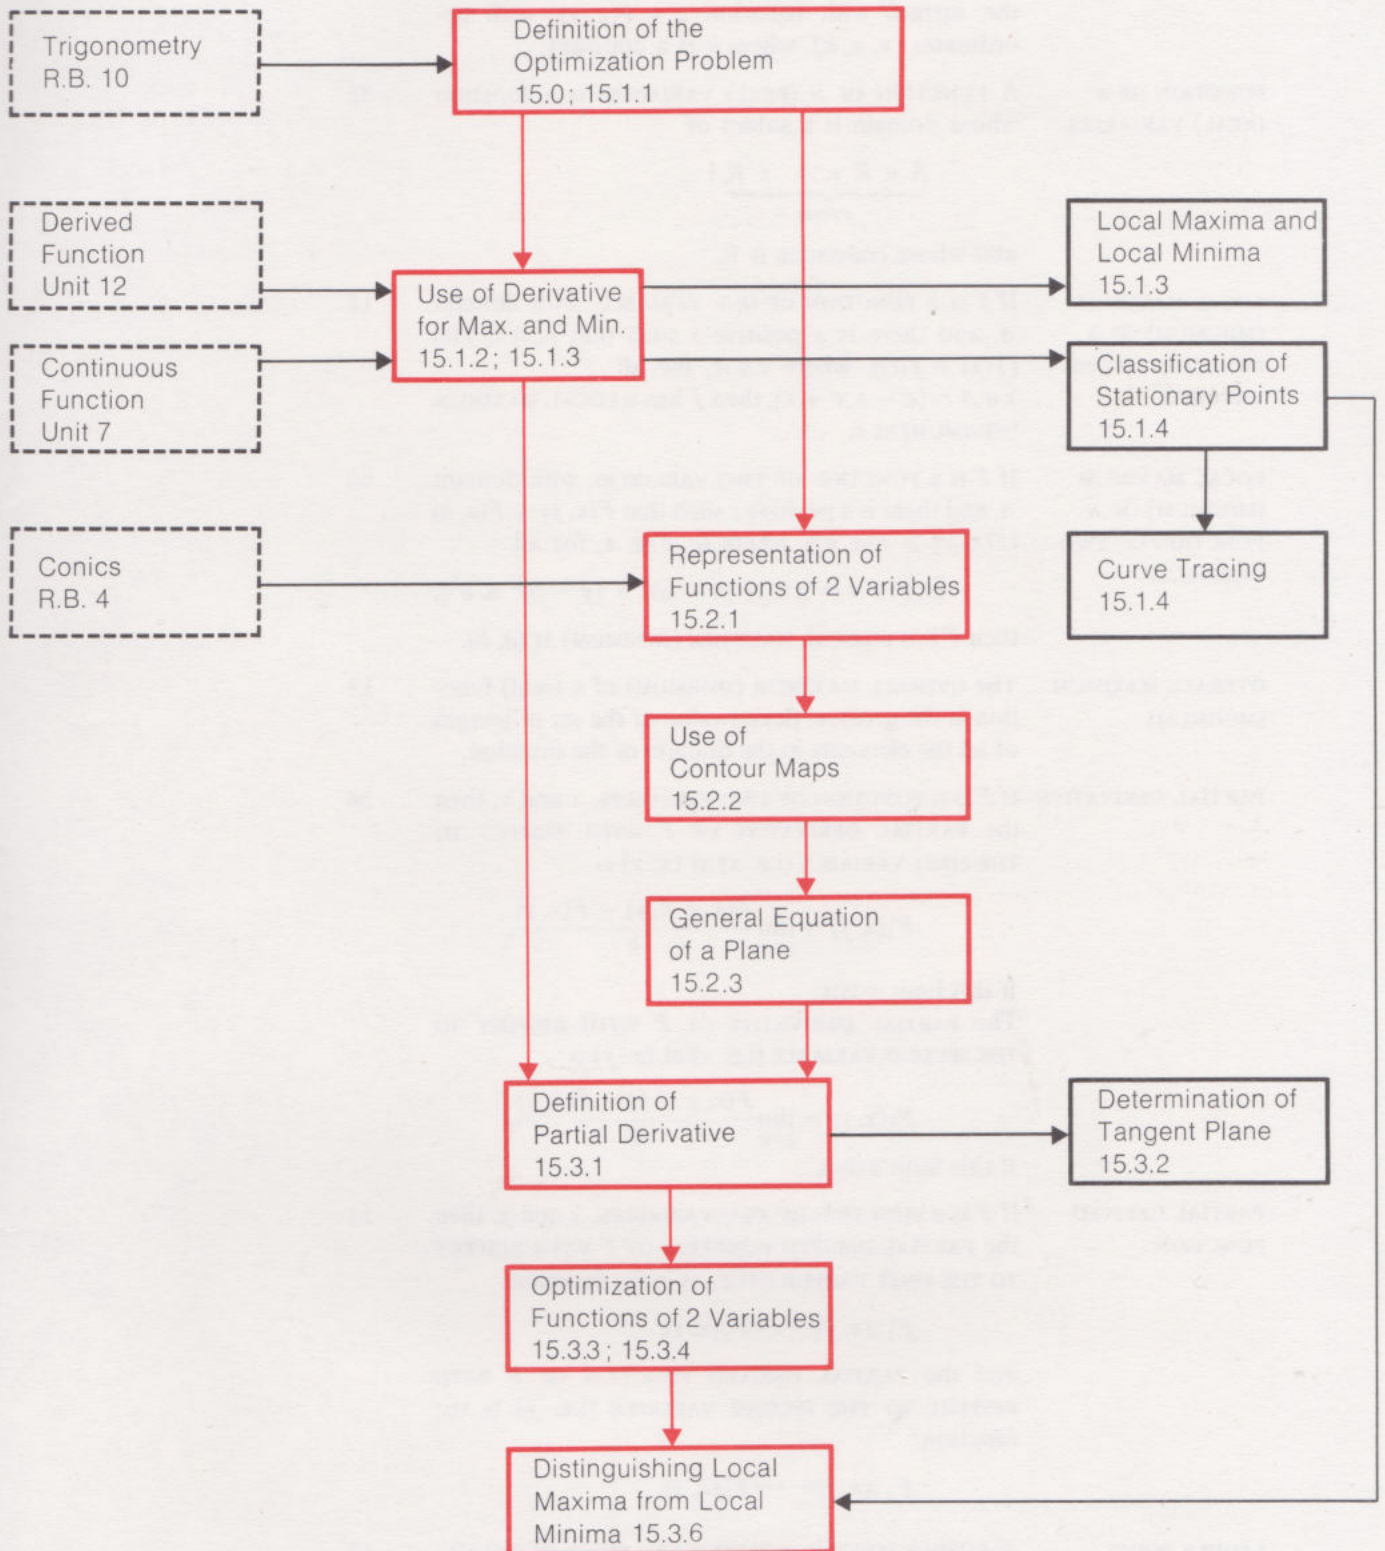 Trigonometry
R.B. 10
Definition of the
Optimization Problem
15.0; 15.1.1
Derived
Function
Unit 12
Use of Derivative
for Max. and Min.
15.1.2; 15.1.3
Local Maxima and
Local Minima
15.1.3
Continuous
Function
Unit 7
Classification of
Stationary Points
15.1.4
Conics
R.B. 4
Representation of
Functions of 2 Variables
15.2.1
Curve Tracing
15.1.4
Use of
Contour Maps
15.2.2
General Equation
of a Plane
15.2.3
Definition of
Partial Derivative
15.3.1
Determination of
Tangent Plane
15.3.2
Optimization of
Functions of 2 Variables
15.3.3; 15.3.4
Distinguishing Local
Maxima from Local
Minima 15.3.6